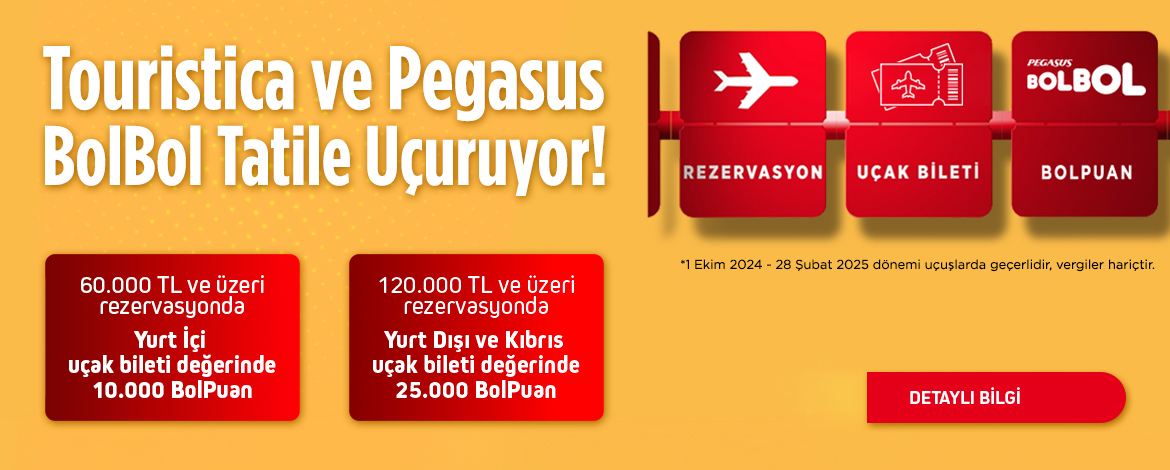 Touristica ve Pegasus
BolBol Tatile Uçuruyor!
PEGASUS
BOLBOL
REZERVASYON
UÇAK BİLETİ
BOLPUAN
*1 Ekim 2024 - 28 Şubat 2025 dönemi uçuşlarda geçerlidir, vergiler hariçtir.
60.000 TL ve üzeri
rezervasyonda
Yurt İçi
uçak bileti değerinde
10.000 BolPuan
120.000 TL ve üzeri
rezervasyonda
Yurt Dışı ve Kıbrıs
uçak bileti değerinde
25.000 BolPuan
DETAYLI BİLGİ